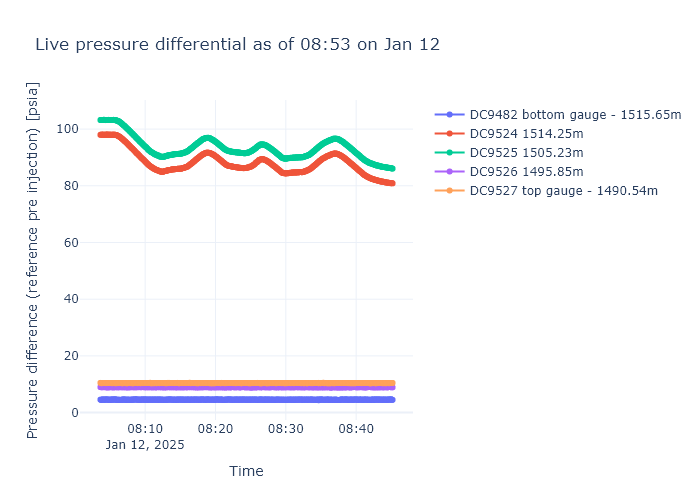 Live pressure differential as of 08:53 on Jan 12
Pressure difference (reference pre injection) [psia]
100
80
60
40
20
0
08:10
08:20
08:30
08:40
Jan 12, 2025
Time
DC9482 bottom gauge - 1515.65m
DC9524 1514.25m
DC9525 1505.23m
DC9526 1495.85m
DC9527 top gauge - 1490.54m